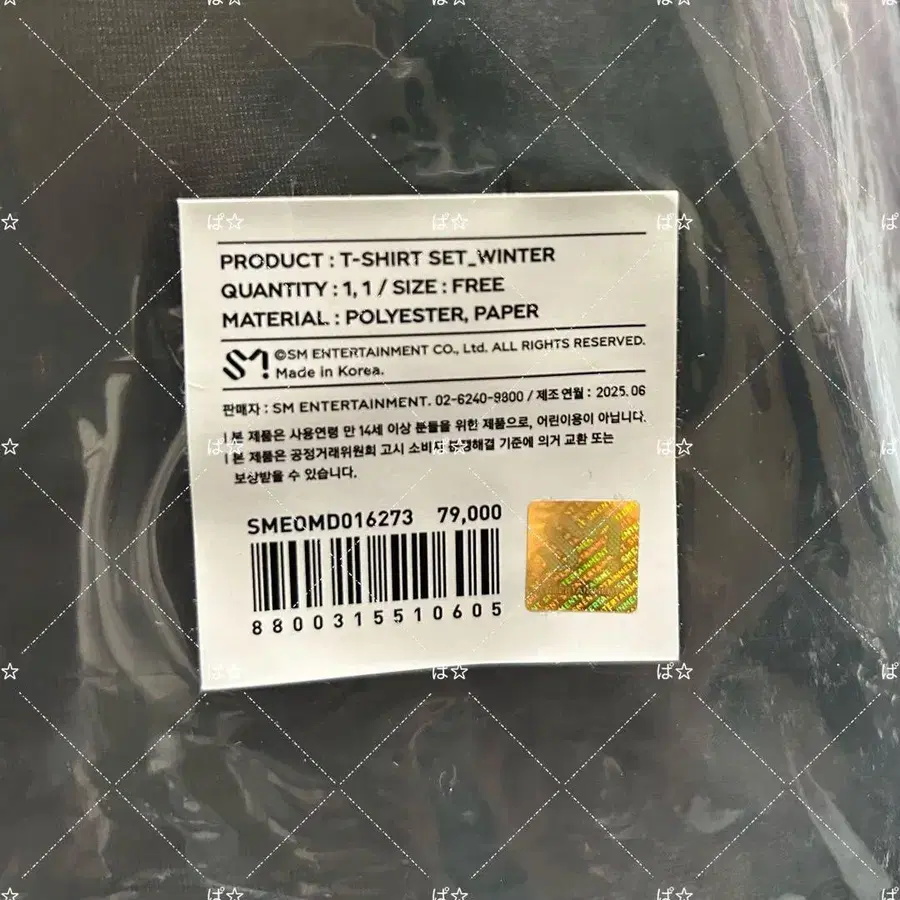 PRODUCT : T-SHIRT SET_WINTER
QUANTITY : 1, 1 / SIZE : FREE
MATERIAL : POLYESTER, PAPER
SM ©SM ENTERTAINMENT CO., Ltd. ALL RIGHTS RESERVED.
Made in Korea.
판매자 : SM ENTERTAINMENT. 02-6240-9800 / 제조연월 : 2025. 06
| 본 제품은 사용연령 만 14세 이상 분들을 위한 제품으로, 어린이용이 아닙니다.
| 본 제품은 공정거래위원회 고시 소비자 분쟁해결 기준에 의거 교환 또는
보상받을 수 있습니다.
SMEOMD016273 79,000
8800315510605
ぱ☆